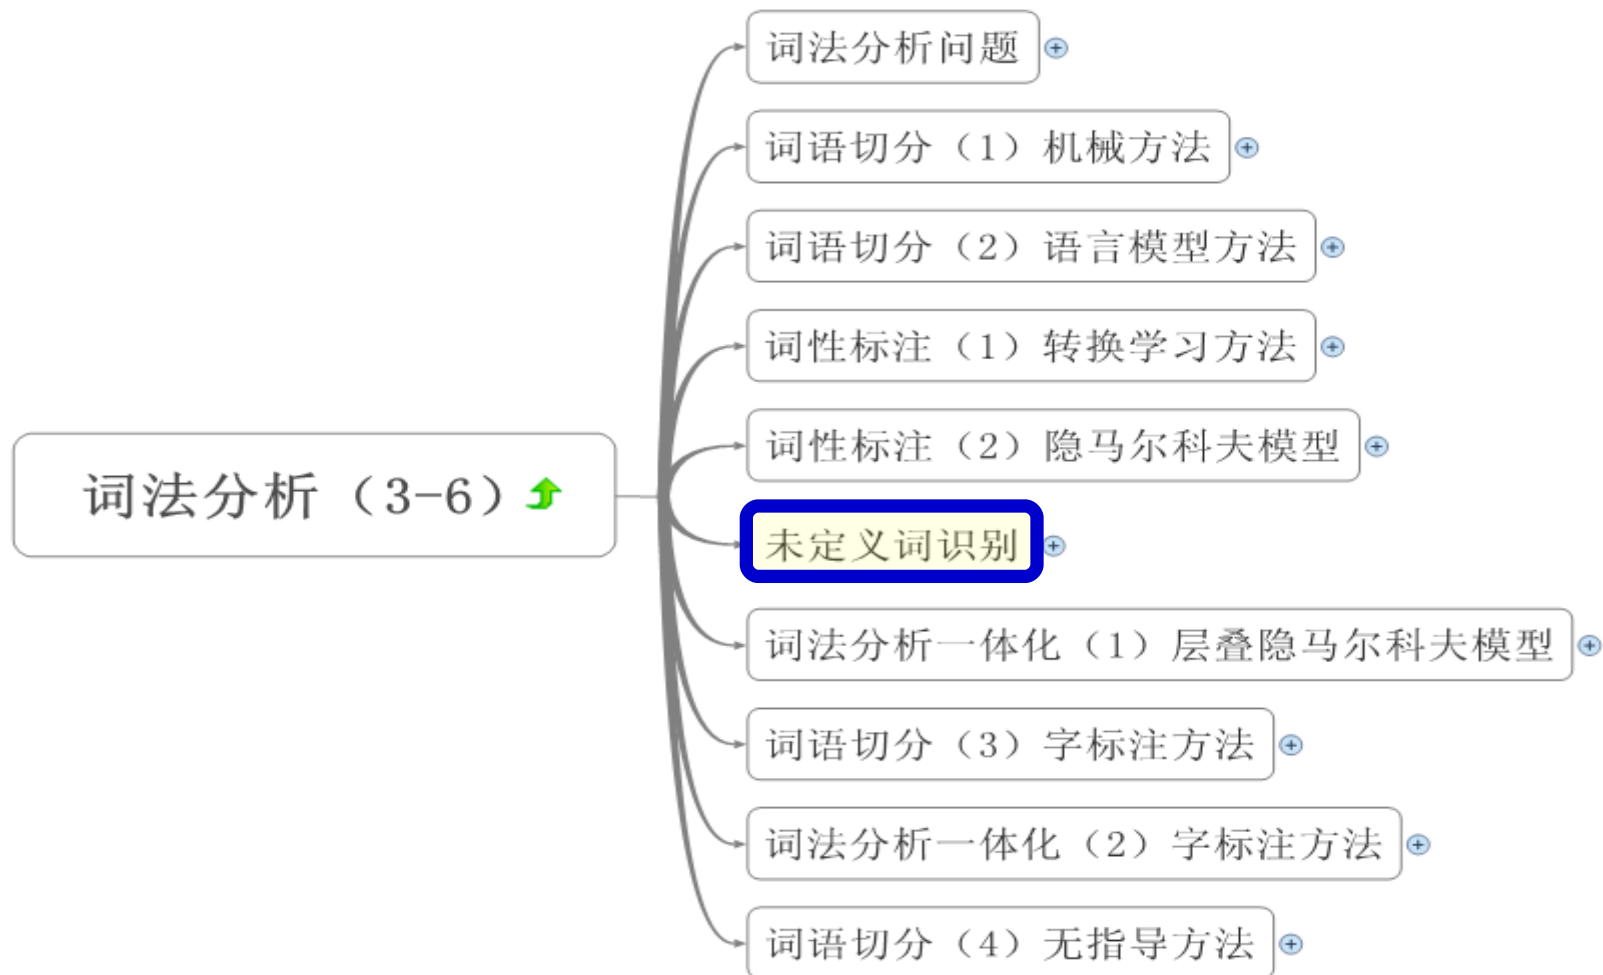 词法分析问题
词语切分（1）机械方法
词语切分（2）语言模型方法
词性标注（1）转换学习方法
词性标注（2）隐马尔科夫模型
词法分析（3-6）
未定义词识别
词法分析一体化（1）层叠隐马尔科夫模型
词语切分（3）字标注方法
词法分析一体化（2）字标注方法
词语切分（4）无指导方法